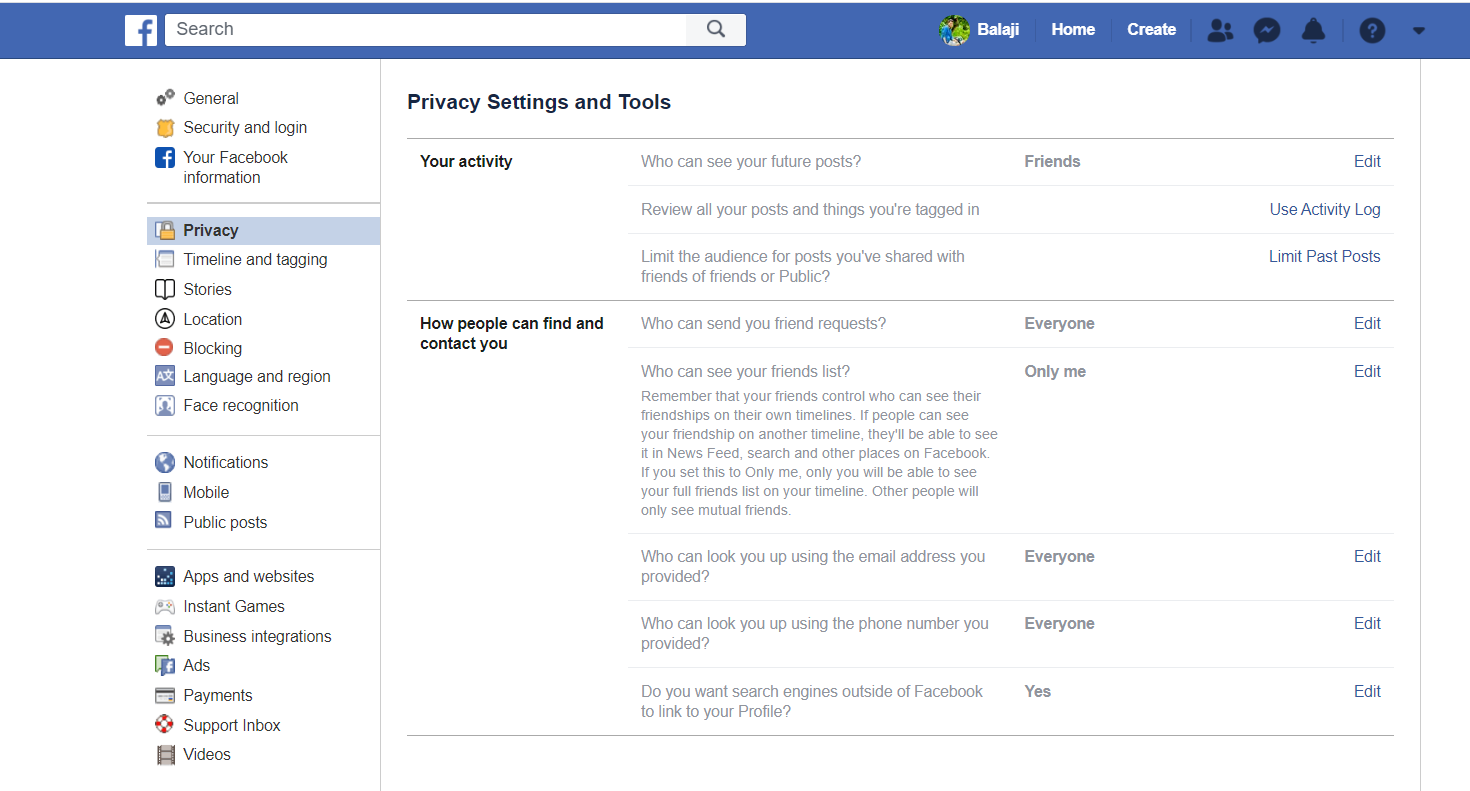 Search
Balaji
Home
Create
General
Security and login
Your Facebook
information
Privacy
Timeline and tagging
Stories
Location
Blocking
Language and region
Face recognition
Notifications
Mobile
Public posts
Apps and websites
Instant Games
Business integrations
Ads
Payments
Support Inbox
Videos
Privacy Settings and Tools
Your activity
Who can see your future posts? Friends Edit
Review all your posts and things you're tagged in Use Activity Log
Limit the audience for posts you've shared with Limit Past Posts
friends of friends or Public?
How people can find and
contact you
Who can send you friend requests? Everyone Edit
Who can see your friends list? Only me Edit
Remember that your friends control who can see their
friendships on their own timelines. If people can see
your friendship on another timeline, they'll be able to see
it in News Feed, search and other places on Facebook.
If you set this to Only me, only you will be able to see
your full friends list on your timeline. Other people will
only see mutual friends.
Who can look you up using the email address you Everyone Edit
provided?
Who can look you up using the phone number you Everyone Edit
provided?
Do you want search engines outside of Facebook Yes Edit
to link to your Profile?